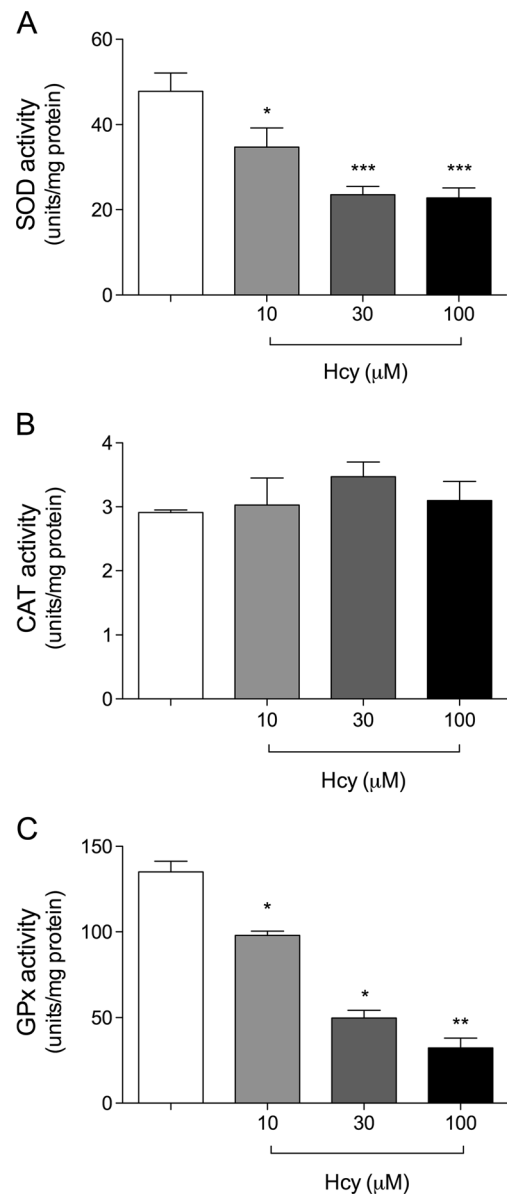 A
SOD activity
(units/mg protein)
60
40
20
0
*
***
***
10 30 100
Hcy (μM)
B
CAT activity
(units/mg protein)
4
3
2
1
0
10 30 100
Hcy (μM)
C
GPx activity
(units/mg protein)
150
100
50
0
*
*
**
10 30 100
Hcy (μM)